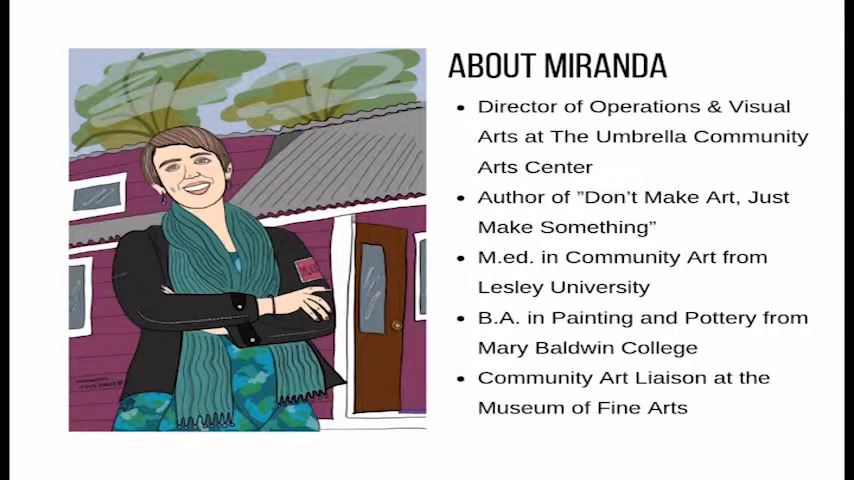 ABOUT MIRANDA
• Director of Operations & Visual
Arts at The Umbrella Community
Arts Center
• Author of ”Don't Make Art, Just
Make Something”
• M.ed. in Community Art from
Lesley University
• B.A. in Painting and Pottery from
Mary Baldwin College
• Community Art Liaison at the
Museum of Fine Arts